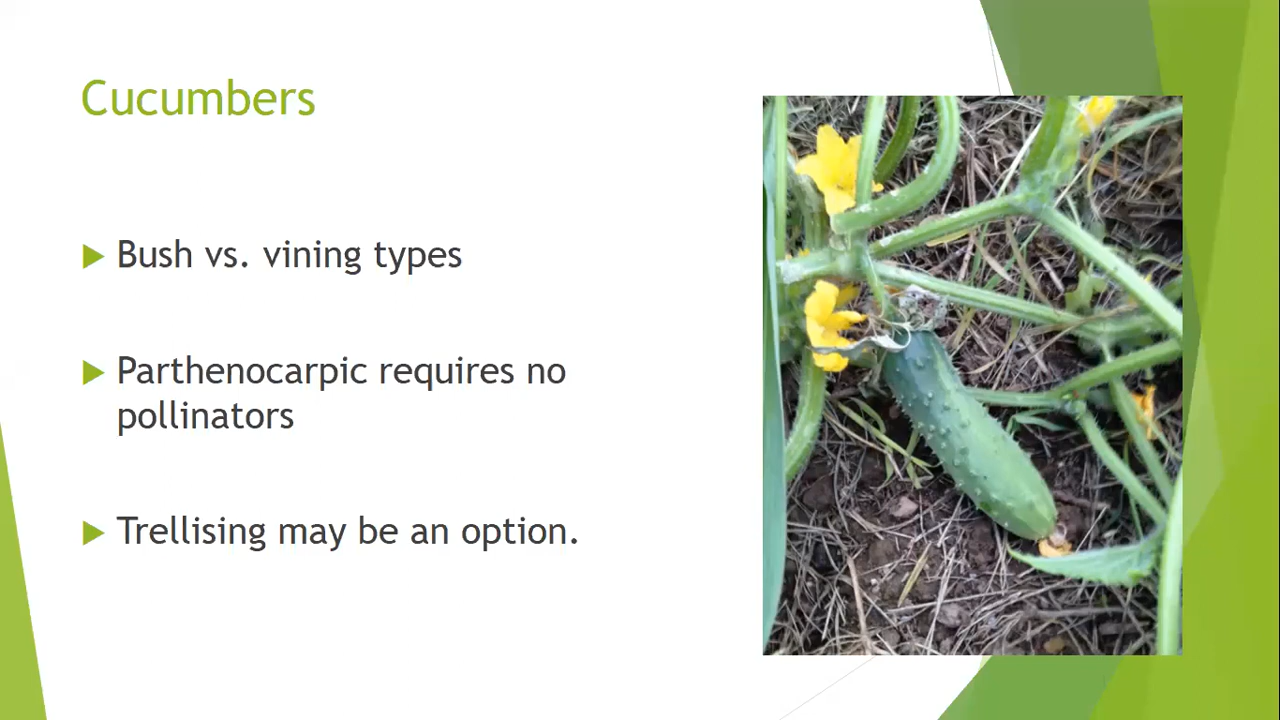 Cucumbers
Bush vs. vining types
Parthenocarpic requires no
pollinators
Trellising may be an option.